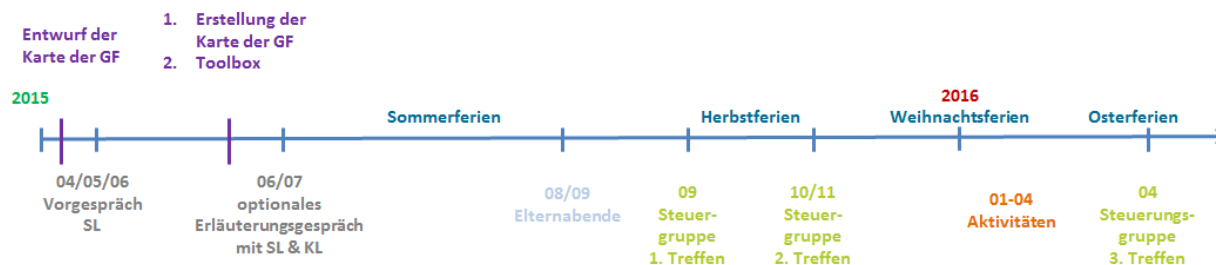 Entwurf der
Karte der GF
1. Erstellung der
Karte der GF
2. Toolbox
2015
2016
Sommerferien
Herbstferien
Weihnachtsferien
Osterferien
04/05/06
Vorgespräch
SL
06/07
optionales
Erläuterungsgespräch
mit SL & KL
08/09
Elternabende
09
Steuer-
gruppe
1. Treffen
10/11
Steuer-
gruppe
2. Treffen
01-04
Aktivitäten
04
Steuerungs-
gruppe
3. Treffen